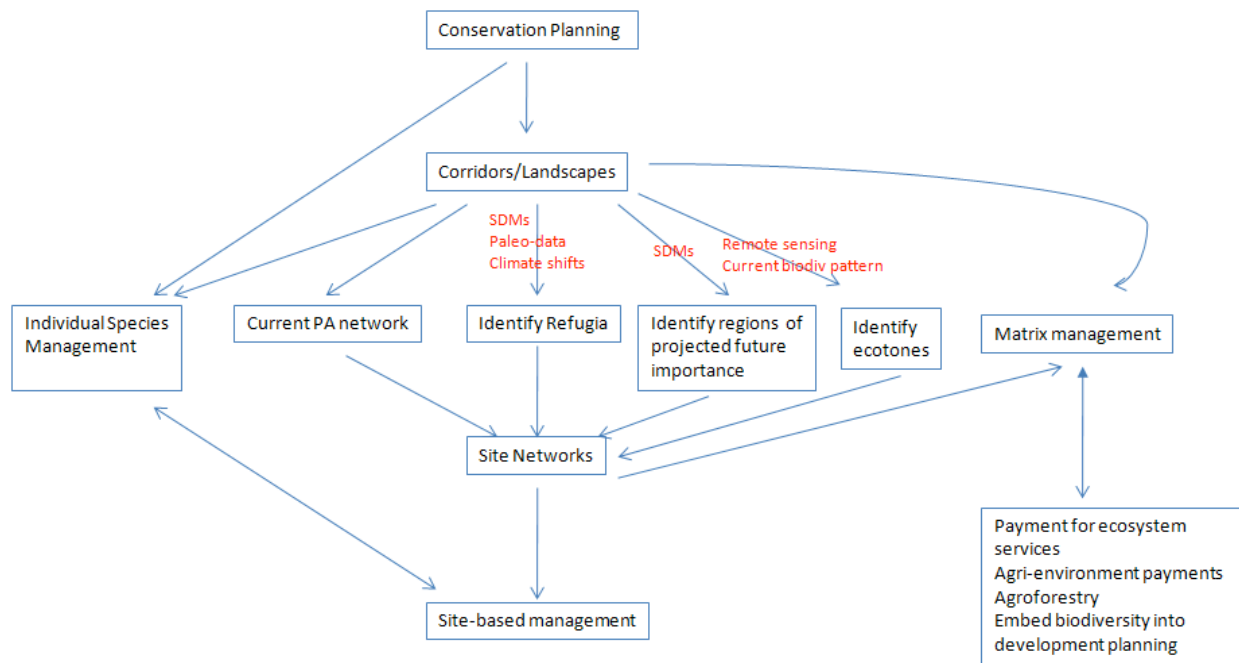 Conservation Planning
Corridors/Landscapes
SDMs
Paleo-data
Climate shifts
SDMs
Remote sensing
Current biodiv pattern
Individual Species
Management
Current PA network
Identify Refugia
Identify regions of
projected future
importance
Identify
ecotones
Matrix management
Site Networks
Site-based management
Payment for ecosystem
services
Agri-environment payments
Agroforestry
Embed biodiversity into
development planning